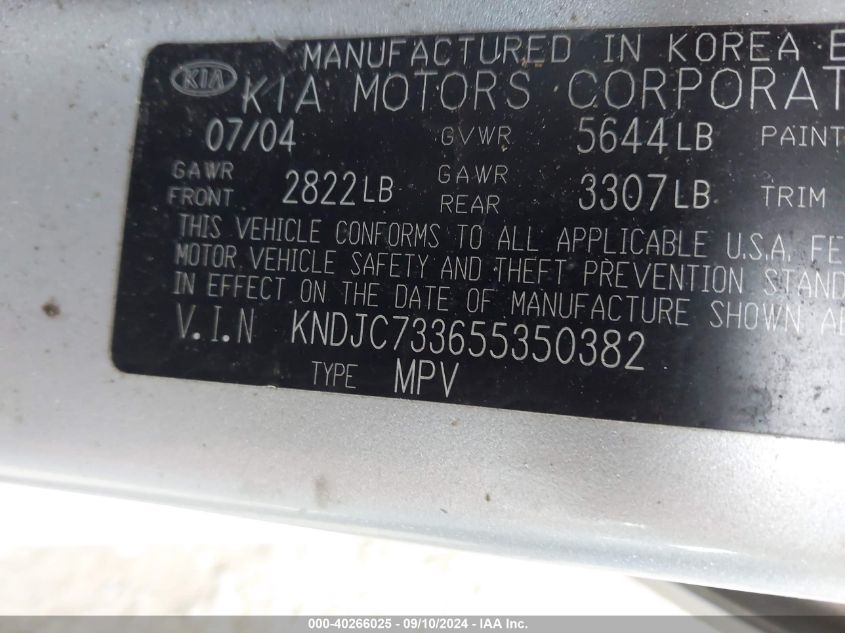 MANUFACTURED IN KOREA
KIA KIA MOTORS CORPORAT
07/04 GVWR 5644LB PAINT
GAWR FRONT 2822LB GAWR REAR 3307LB TRIM
THIS VEHICLE CONFORMS TO ALL APPLICABLE U.S.A. FE
MOTOR VEHICLE SAFETY AND THEFT PREVENTION STAND
IN EFFECT ON THE DATE OF MANUFACTURE SHOWN
V.I.N KNDJC733655350382
TYPE MPV
000-40266025 - 09/10/2024 - IAA Inc.